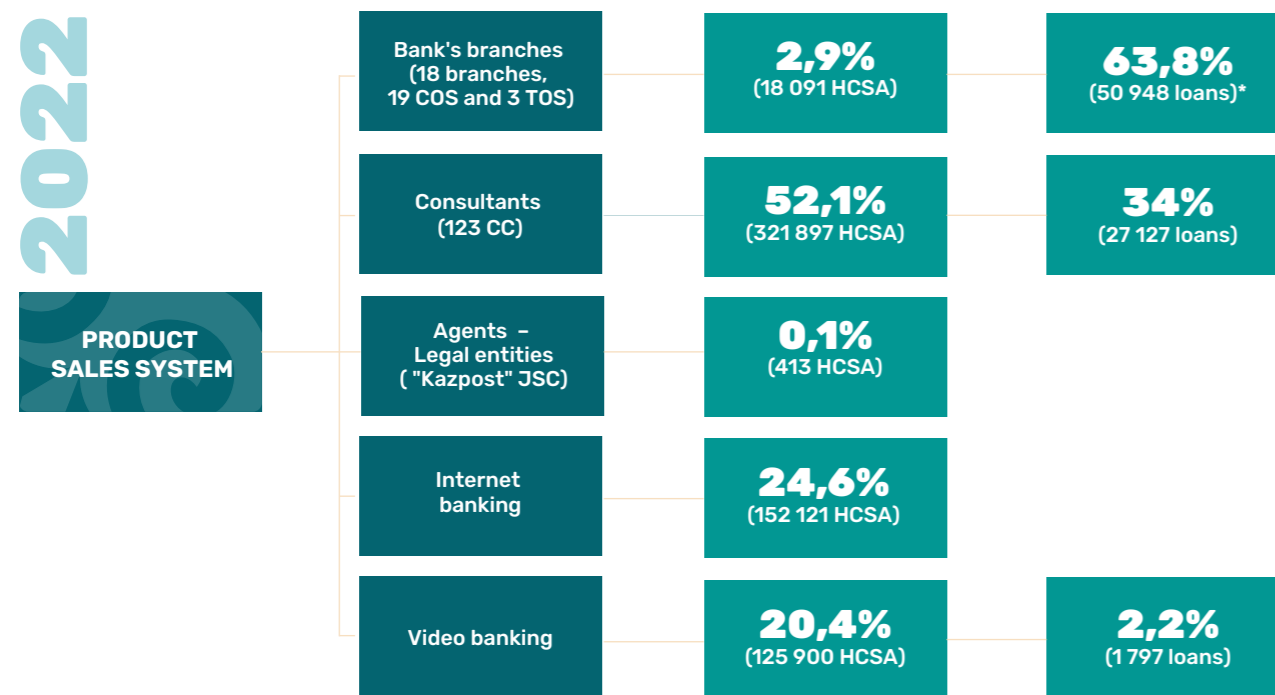 2022
PRODUCT
SALES SYSTEM
Bank's branches
(18 branches,
19 COS and 3 TOS)
2,9%
(18 091 HCSA)
63,8%
(50 948 loans)*
Consultants
(123 CC)
52,1%
(321 897 HCSA)
34%
(27 127 loans)
Agents –
Legal entities
( "Kazpost" JSC)
0,1%
(413 HCSA)
Internet
banking
24,6%
(152 121 HCSA)
Video banking
20,4%
(125 900 HCSA)
2,2%
(1 797 loans)